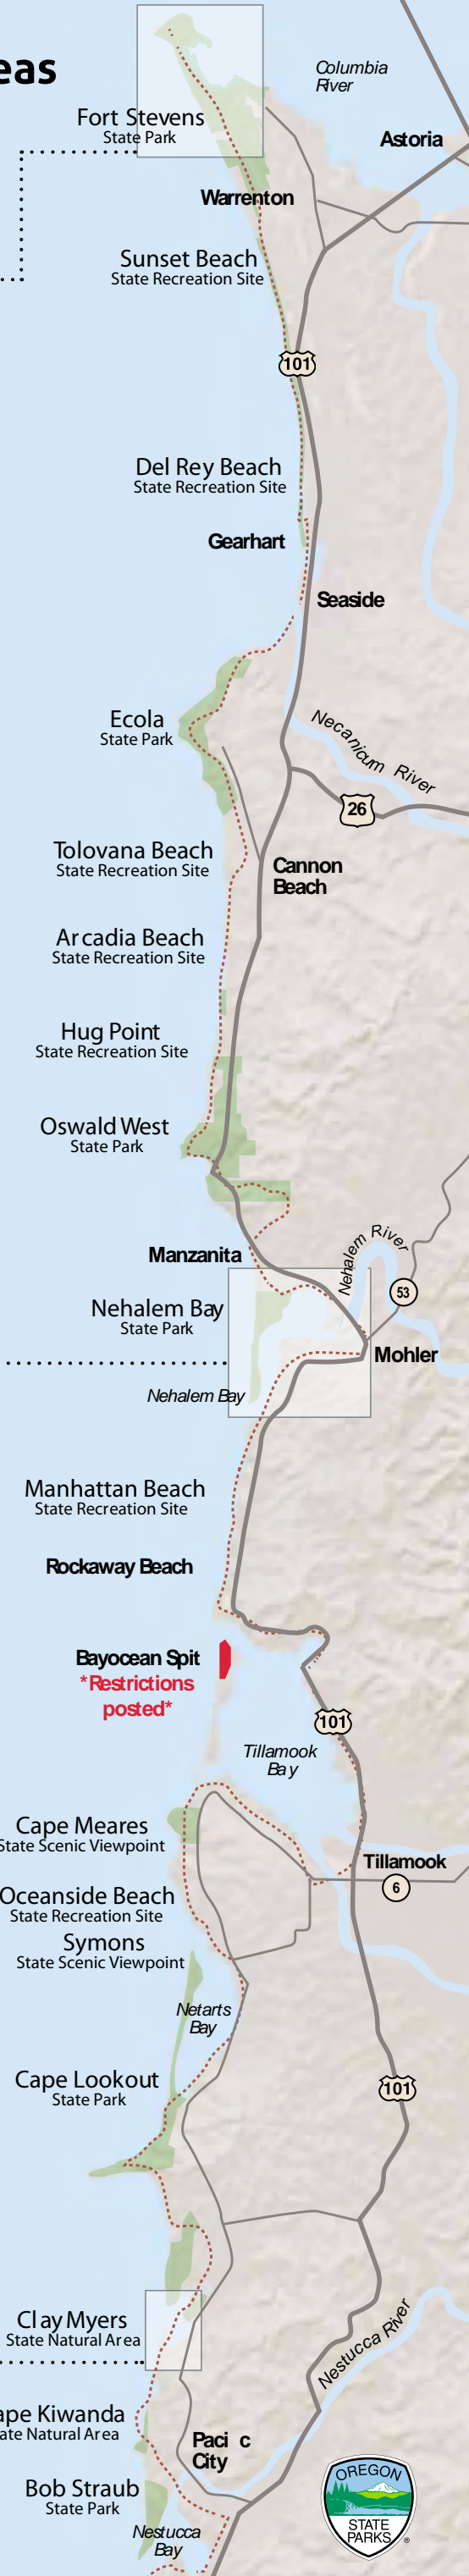 eas
Columbia
River
Fort Stevens
State Park
Astoria
Warrenton
Sunset Beach
State Recreation Site
101
Del Rey Beach
State Recreation Site
Gearhart
Seaside
Ecola
State Park
Necanicum River
26
Tolovana Beach
State Recreation Site
Cannon
Beach
Arcadia Beach
State Recreation Site
Hug Point
State Recreation Site
Oswald West
State Park
Nehalem River
Manzanita
53
Nehalem Bay
State Park
Mohler
Nehalem Bay
Manhattan Beach
State Recreation Site
Rockaway Beach
Bayocean Spit
*Restrictions
posted*
101
Tillamook
Bay
Cape Meares
State Scenic Viewpoint
Tillamook
6
Oceanside Beach
State Recreation Site
Symons
State Scenic Viewpoint
Netarts
Bay
Cape Lookout
State Park
101
Clay Myers
State Natural Area
Nestucca River
ape Kiwanda
ate Natural Area
Paci c
City
Bob Straub
State Park
Nestucca
Bay
OREGON
STATE
PARKS
®